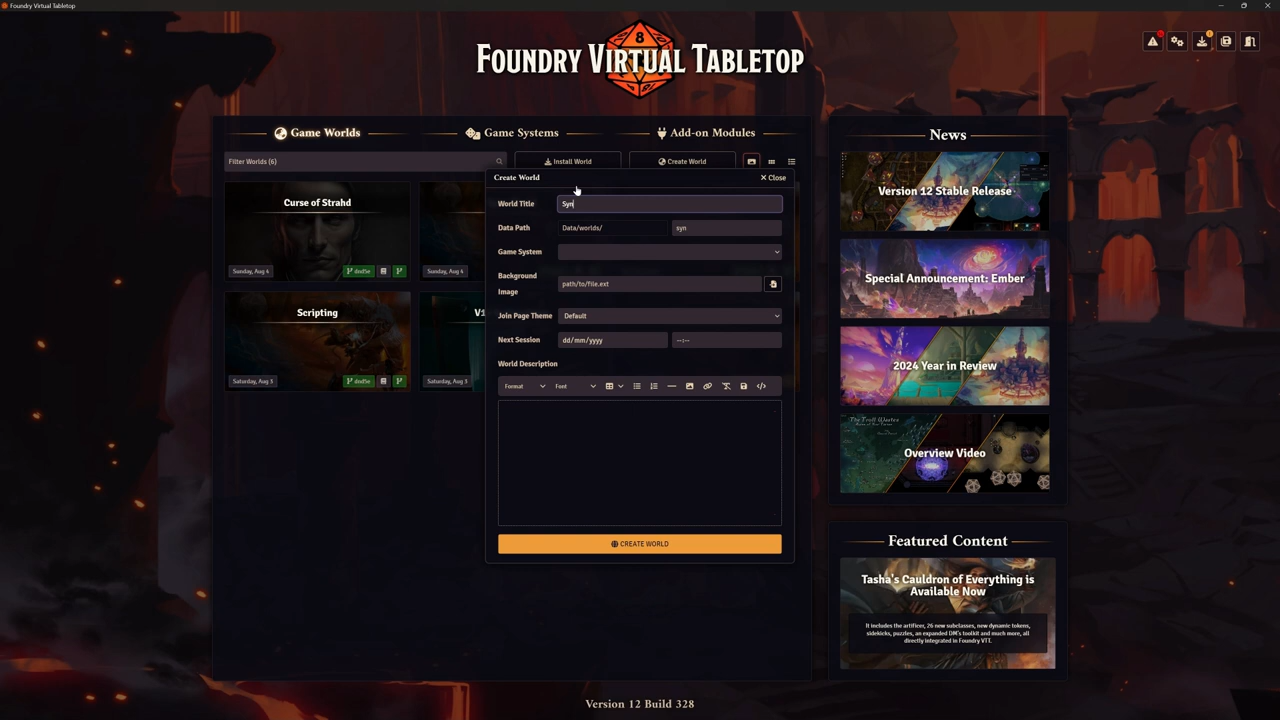 Foundry Virtual Tabletop
8
Foundry Virtual Tabletop
Game Worlds
Game Systems
Add-on Modules
Filter Worlds (6)
Install World
Create World
Curse of Strahd
Sunday, Aug 4
dnd5e
Sunday, Aug 4
Scripting
Saturday, Aug 3
dnd5e
Saturday, Aug 3
Create World
Close
World Title
Syn
Data Path
Data/worlds/
syn
Game System
Background
Image
path/to/file.ext
Join Page Theme
Default
Next Session
dd/mm/yyyy
--:--
World Description
Format
Font
CREATE WORLD
News
Version 12 Stable Release
Special Announcement: Ember
2024 Year in Review
Overview Video
Featured Content
Tasha's Cauldron of Everything is
Available Now
It includes the artificer, 26 new subclasses, new dynamic tokens,
sidekicks, puzzles, an expanded DM's toolkit and much more, all
directly integrated in Foundry VTT.
Version 12 Build 328